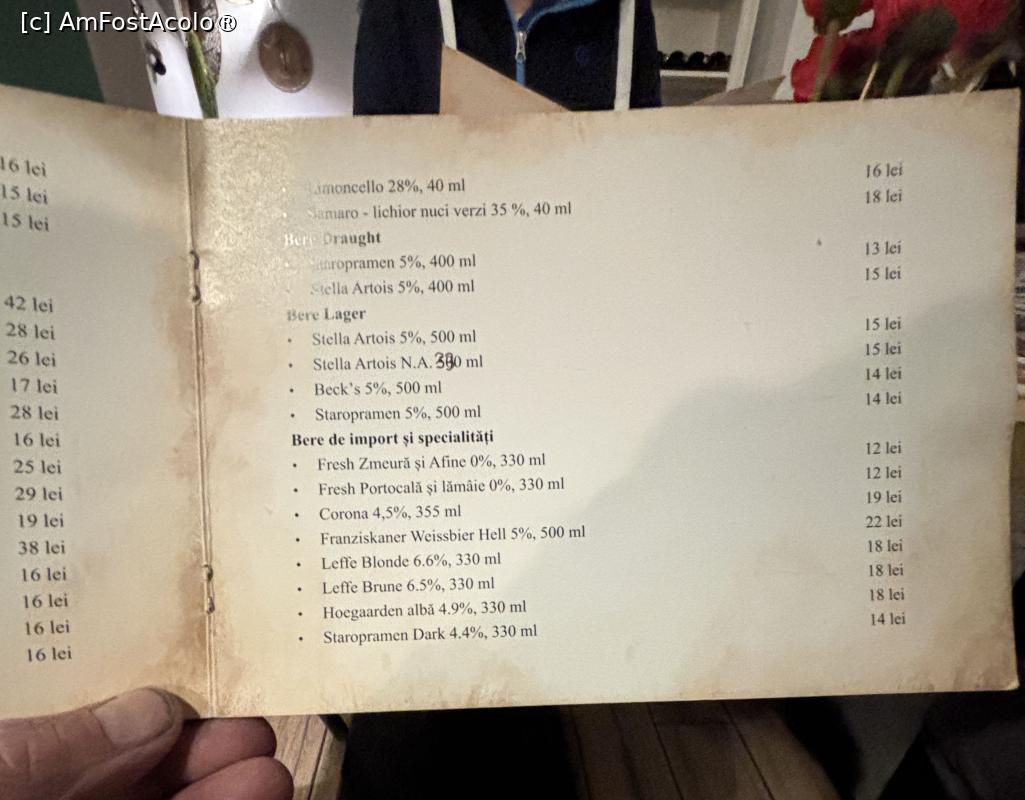 [c] AmFostAcolo®
16 lei
15 lei
15 lei
42 lei
28 lei
26 lei
17 lei
28 lei
16 lei
25 lei
29 lei
19 lei
38 lei
16 lei
16 lei
16 lei
16 lei
28%, 40 ml 16 lei
- lichior nuci verzi 35 %, 40 ml 18 lei
Bere Draught
Staropramen 5%, 400 ml 13 lei
Stella Artois 5%, 400 ml 15 lei
Bere Lager
• Stella Artois 5%, 500 ml 15 lei
• Stella Artois N.A. ml 15 lei
• Beck's 5%, 500 ml 14 lei
• Staropramen 5%, 500 ml 14 lei
Bere de import și specialități
• Fresh Zmeură și Afine 0%, 330 ml 12 lei
• Fresh Portocală și lămâie 0%, 330 ml 12 lei
• Corona 4,5%, 355 ml 19 lei
• Franziskaner Weissbier Hell 5%, 500 ml 22 lei
• Leffe Blonde 6.6%, 330 ml 18 lei
• Leffe Brune 6.5%, 330 ml 18 lei
• Hoegaarden albă 4.9%, 330 ml 18 lei
• Staropramen Dark 4.4%, 330 ml 14 lei